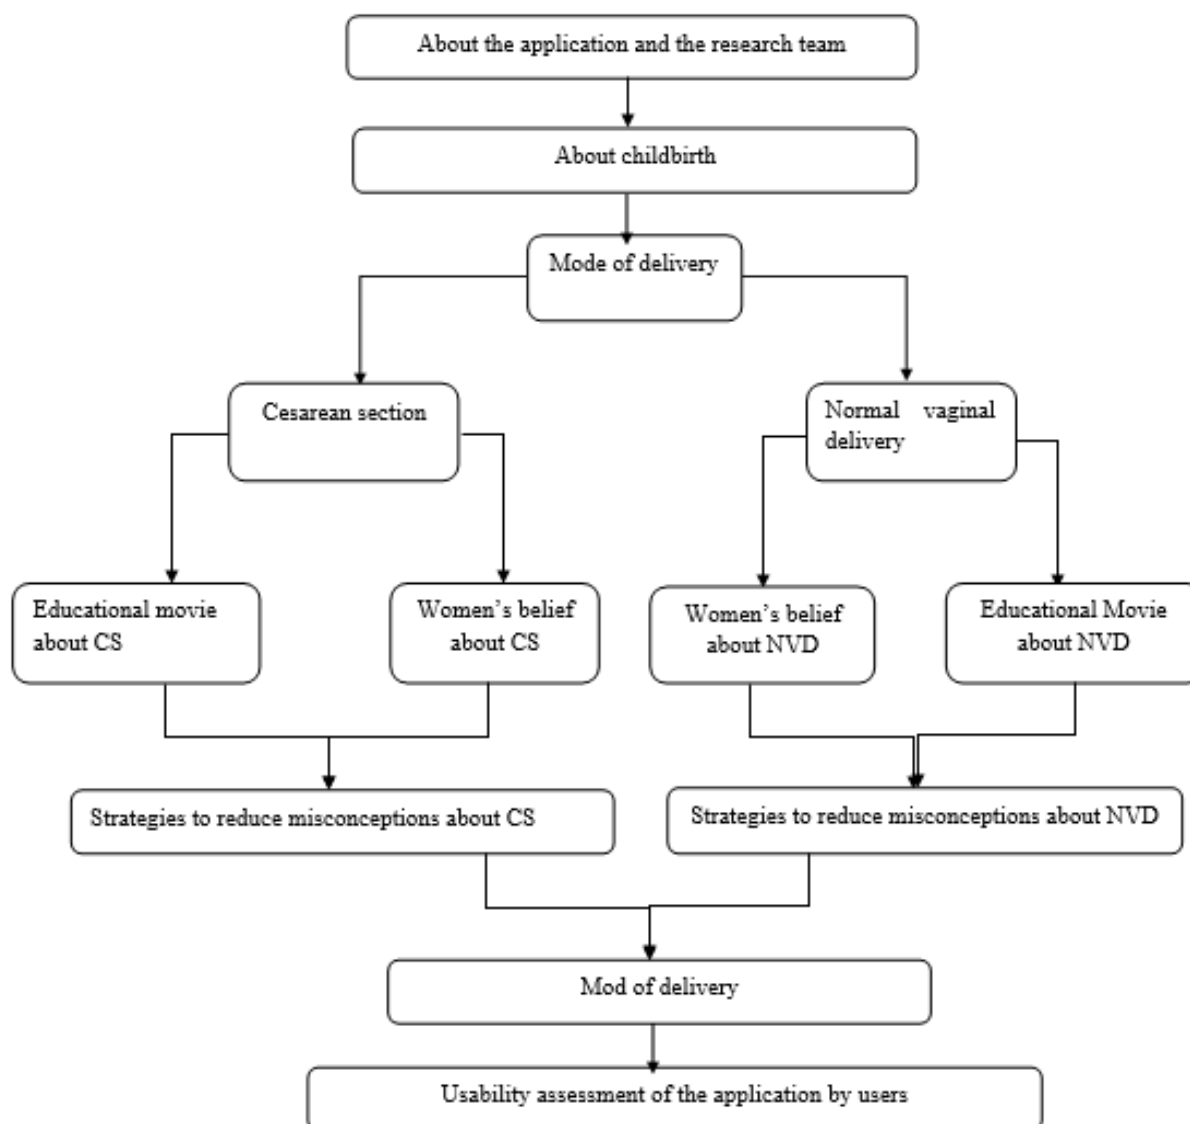 About the application and the research team
About childbirth
Mode of delivery
Cesarean section
Normal vaginal
delivery
Educational movie
about CS
Women’s belief
about CS
Women’s belief
about NVD
Educational Movie
about NVD
Strategies to reduce misconceptions about CS
Strategies to reduce misconceptions about NVD
Mod of delivery
Usability assessment of the application by users